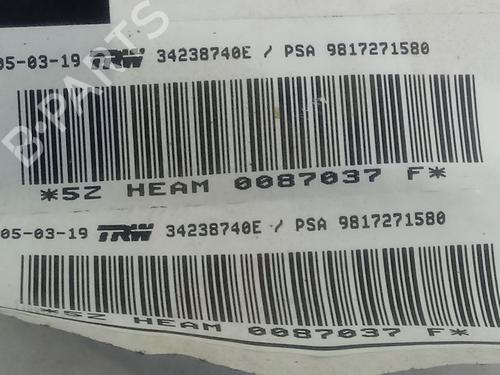 05-03-19 TRW 34238740E / PSA 9817271580
*5Z HEAM 0087037 F*
05-03-19 TRW 34238740E / PSA 9817271580
*5Z HEAM 0087037 F*
B-PARTS